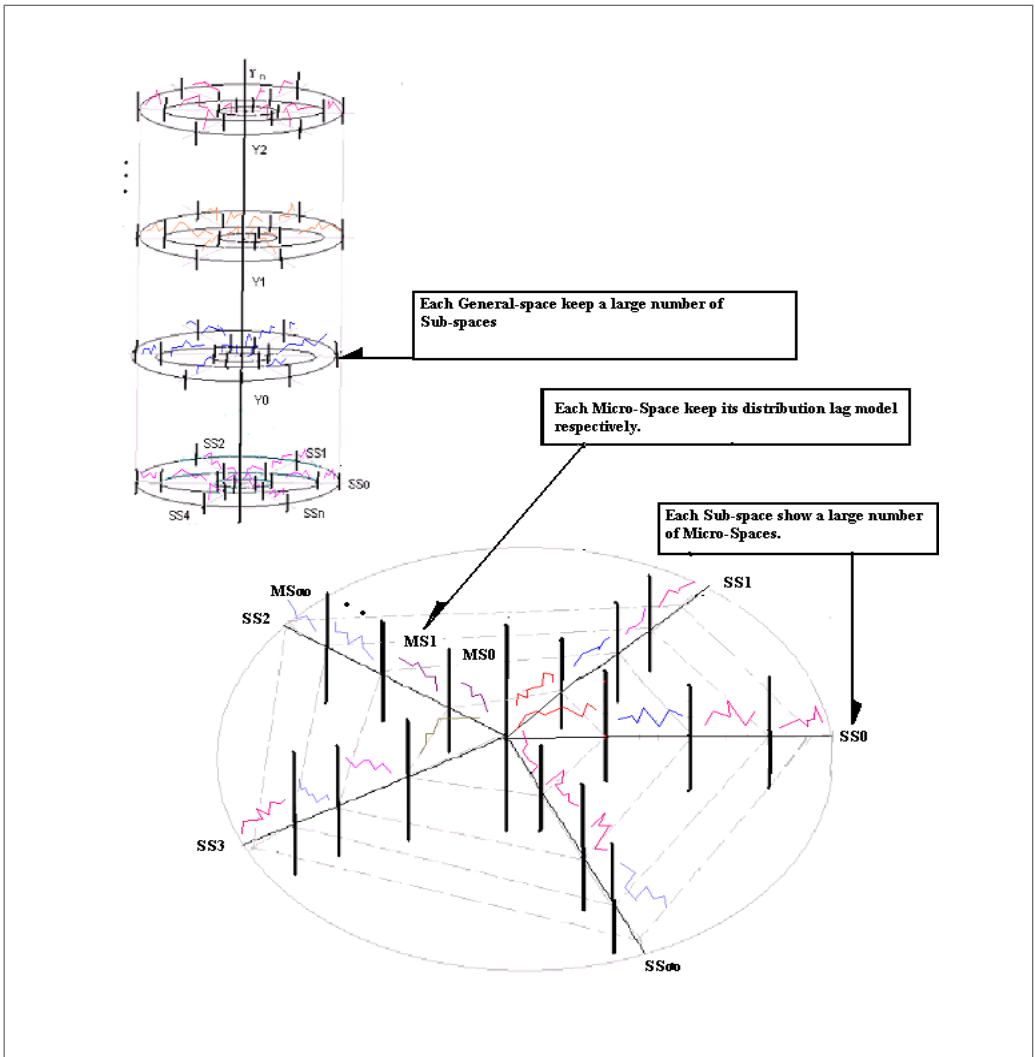 Yn
Y2
Y1
Each General-space keep a large number of
Sub-spaces
Y0
Each Micro-Space keep its distribution lag model
respectively.
SS2
SS1
SSo
SS4
SSn
Each Sub-space show a large number
of Micro-Spaces.
MS∞
SS1
SS2
MS1
MS0
SS0
SS3
SS∞